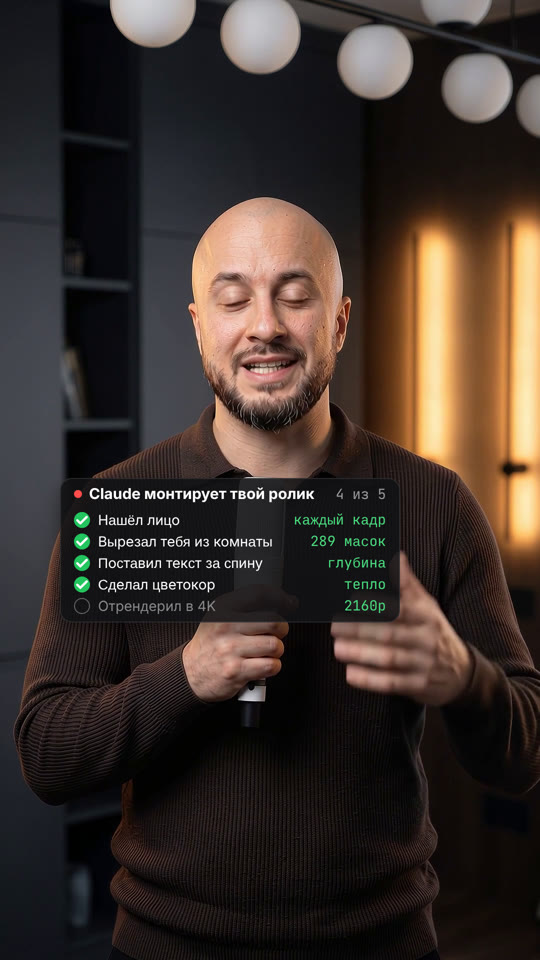 Claude монтирует твой ролик 4 из 5
Нашёл лицо каждый кадр
Вырезал тебя из комнаты 289 масок
Поставил текст за спину глубина
Сделал цветокор тепло
Отрендерил в 4K 2160p